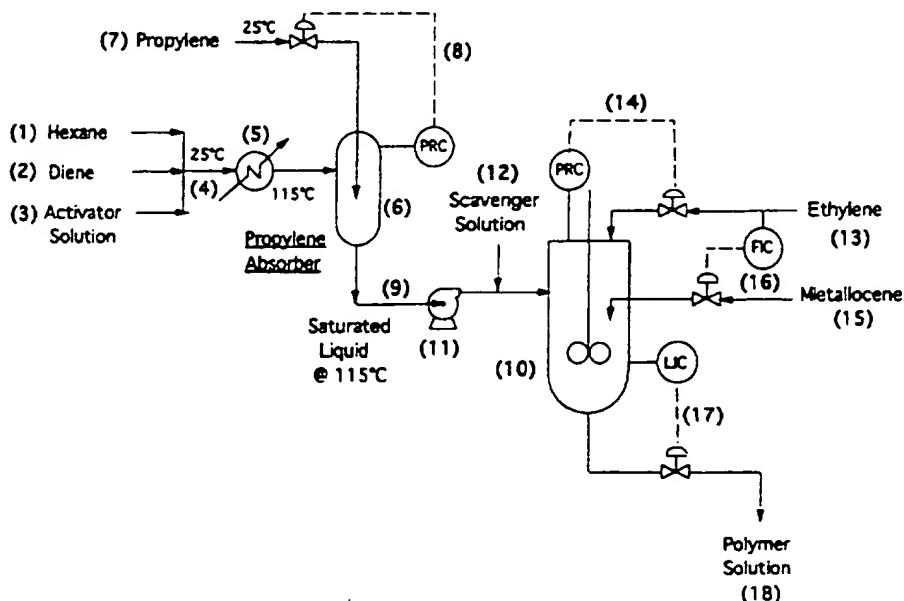 25℃
(7) Propylene
(8)
(14)
(1) Hexane
(5)
PRC
PRC
25℃
(12)
Scavenger
Solution
(2) Diene
(4)
115℃
(6)
Ethylene
(13)
(3) Activator
Solution
FIC
(16)
Propylene
Absorber
Mietallocene
(15)
(9)
Saturated
Liquid
@ 115℃
(11)
(10)
LIC
(17)
Polymer
Solution
(18)